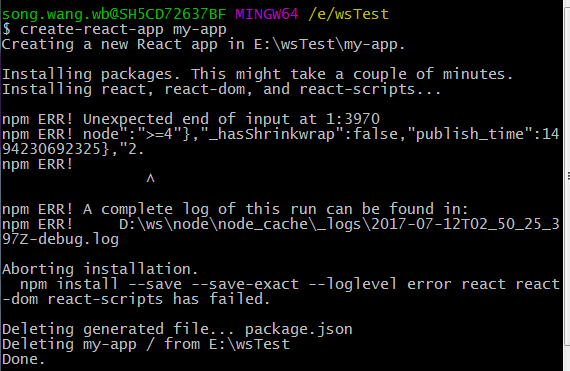 song.wang.wb@SH5CD72637BF MINGW64 /e/wsTest
$ create-react-app my-app
Creating a new React app in E:\wsTest\my-app.
Installing packages. This might take a couple of minutes.
Installing react, react-dom, and react-scripts...
npm ERR! Unexpected end of input at 1:3970
npm ERR! node":">=4"},"_hasShrinkwrap":false,"publish_time":14
94230692325},"2.
npm ERR!
^
npm ERR! A complete log of this run can be found in:
npm ERR!     D:\ws\node\node_cache\_logs\2017-07-12T02_50_25_3
97Z-debug.log
Aborting installation.
  npm install --save --save-exact --loglevel error react react
-dom react-scripts has failed.
Deleting generated file... package.json
Deleting my-app / from E:\wsTest
Done.